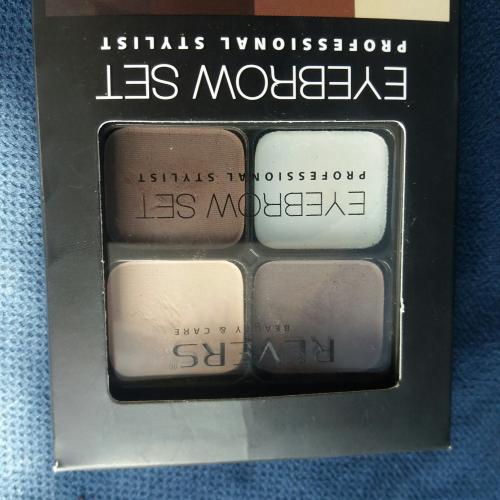 REVERS®
BEAUTY & CARE
EYEBROW SET
PROFESSIONAL STYLIST
EYEBROW SET
PROFESSIONAL STYLIST